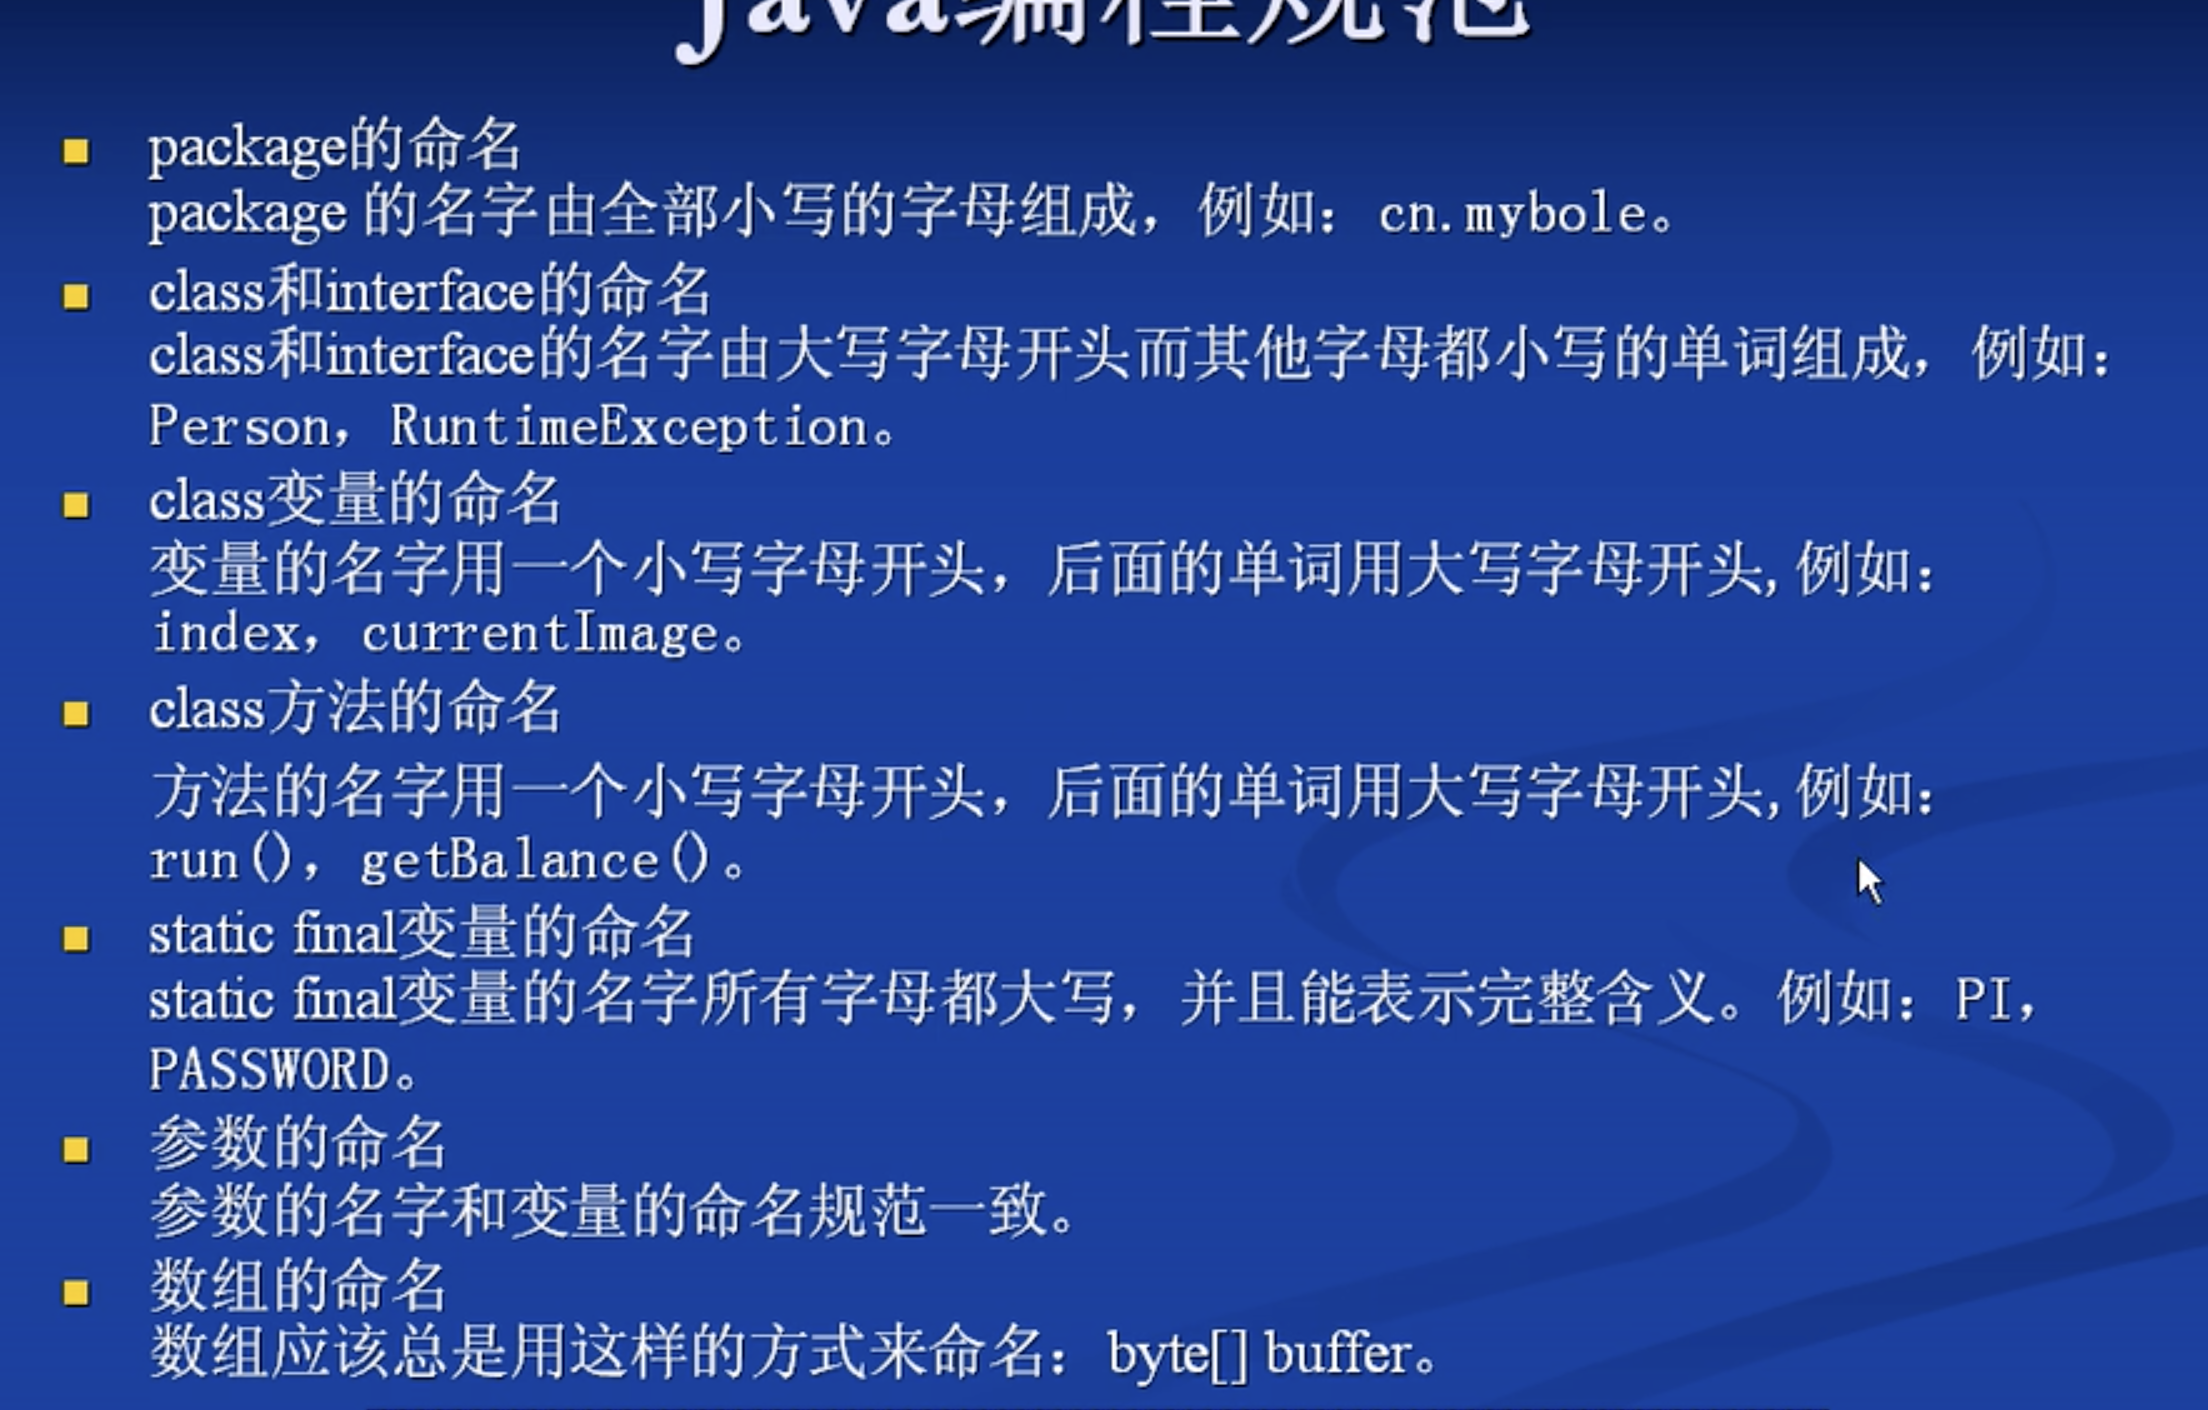 Java编程规范
package的命名
package 的名字由全部小写的字母组成，例如：cn.mybole。
class和interface的命名
class和interface的名字由大写字母开头而其他字母都小写的单词组成，例如：
Person，RuntimeException。
class变量的命名
变量的名字用一个小写字母开头，后面的单词用大写字母开头,例如：
index，currentImage。
class方法的命名
方法的名字用一个小写字母开头，后面的单词用大写字母开头,例如：
run()，getBalance()。
static final变量的命名
static final变量的名字所有字母都大写，并且能表示完整含义。例如：PI，
PASSWORD。
参数的命名
参数的名字和变量的命名规范一致。
数组的命名
数组应该总是用这样的方式来命名：byte[] buffer。